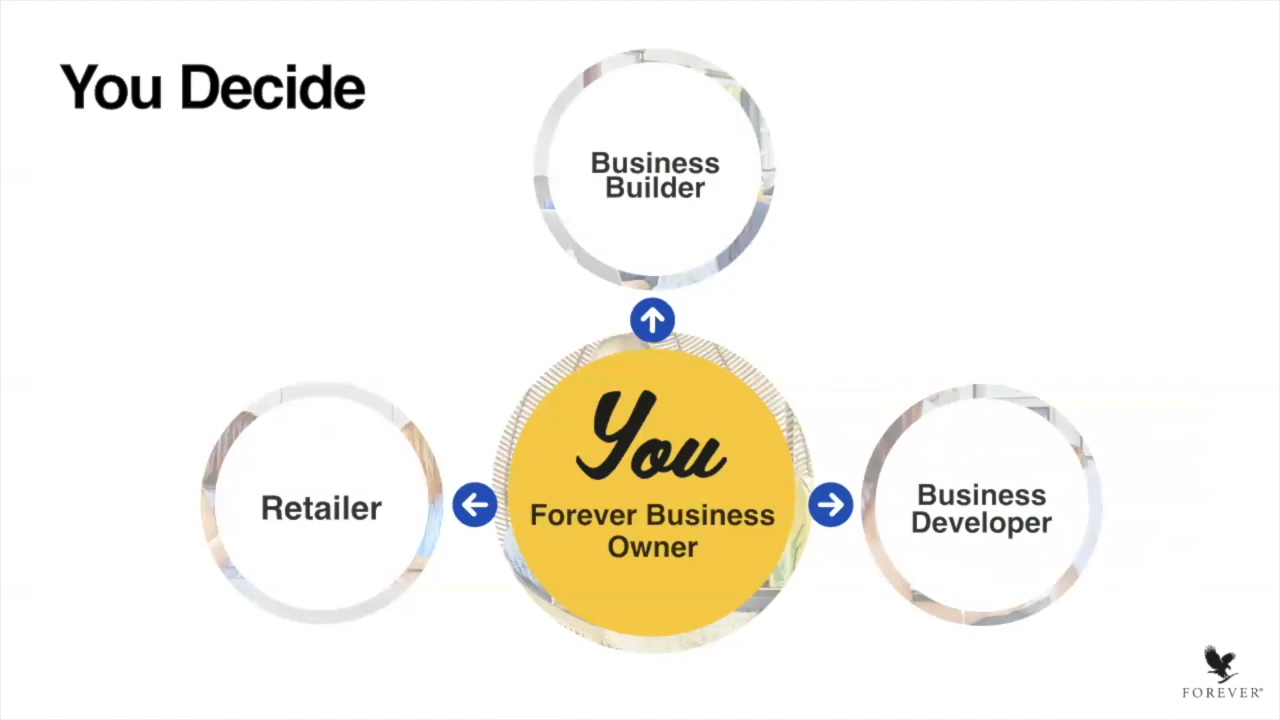 You Decide
Business
Builder
You
Forever Business
Owner
Retailer
Business
Developer
FOREVER®